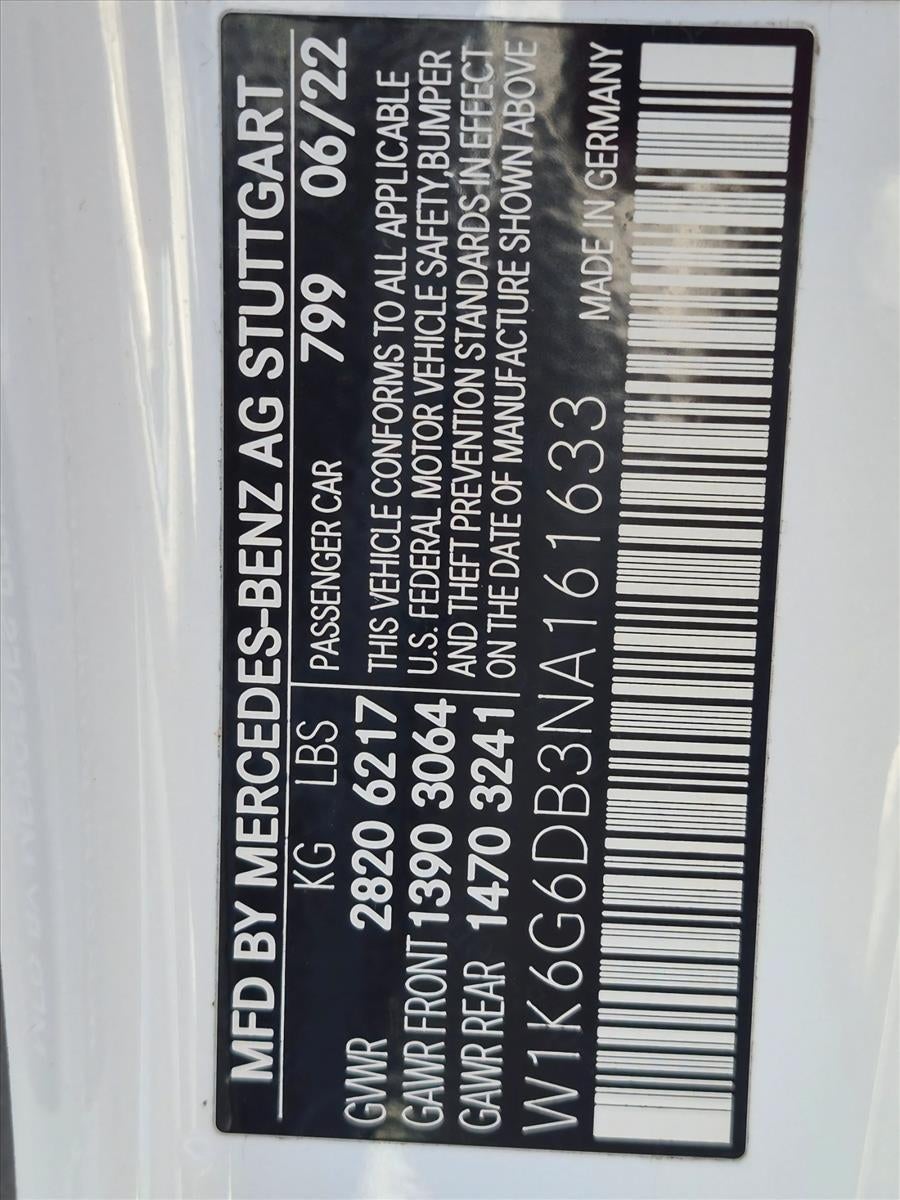 MFD BY MERCEDES-BENZ AG STUTTGART
KG LBS PASSENGER CAR 799 06/22
GVWR 2820 6217
GAWR FRONT 1390 3064
GAWR REAR 1470 3241
THIS VEHICLE CONFORMS TO ALL APPLICABLE
U.S. FEDERAL MOTOR VEHICLE SAFETY, BUMPER
AND THEFT PREVENTION STANDARDS IN EFFECT
ON THE DATE OF MANUFACTURE SHOWN ABOVE
W1K6G6DB3NA161633 MADE IN GERMANY